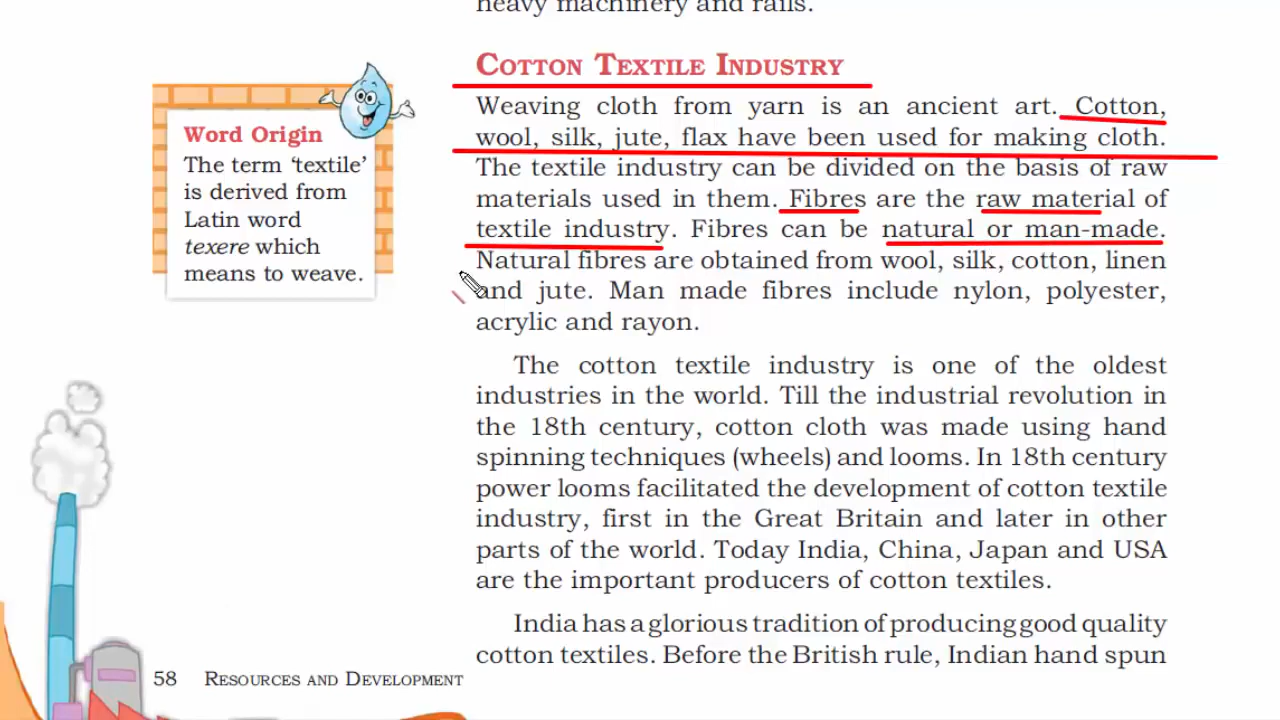 heavy machinery and rails.
COTTON TEXTILE INDUSTRY
Weaving cloth from yarn is an ancient art. Cotton,
wool, silk, jute, flax have been used for making cloth.
The textile industry can be divided on the basis of raw
materials used in them. Fibres are the raw material of
textile industry. Fibres can be natural or man-made.
Natural fibres are obtained from wool, silk, cotton, linen
and jute. Man made fibres include nylon, polyester,
acrylic and rayon.
The cotton textile industry is one of the oldest
industries in the world. Till the industrial revolution in
the 18th century, cotton cloth was made using hand
spinning techniques (wheels) and looms. In 18th century
power looms facilitated the development of cotton textile
industry, first in the Great Britain and later in other
parts of the world. Today India, China, Japan and USA
are the important producers of cotton textiles.
India has a glorious tradition of producing good quality
cotton textiles. Before the British rule, Indian hand spun
Word Origin
The term ‘textile’
is derived from
Latin word
texere which
means to weave.
58 RESOURCES AND DEVELOPMENT